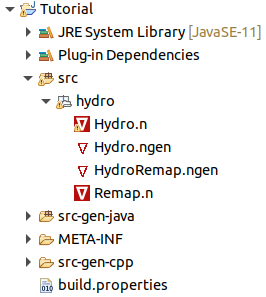 Tutorial
JRE System Library [JavaSE-11]
Plug-in Dependencies
src
hydro
Hydro.n
Hydro.ngen
HydroRemap.ngen
Remap.n
src-gen-java
META-INF
src-gen-cpp
build.properties